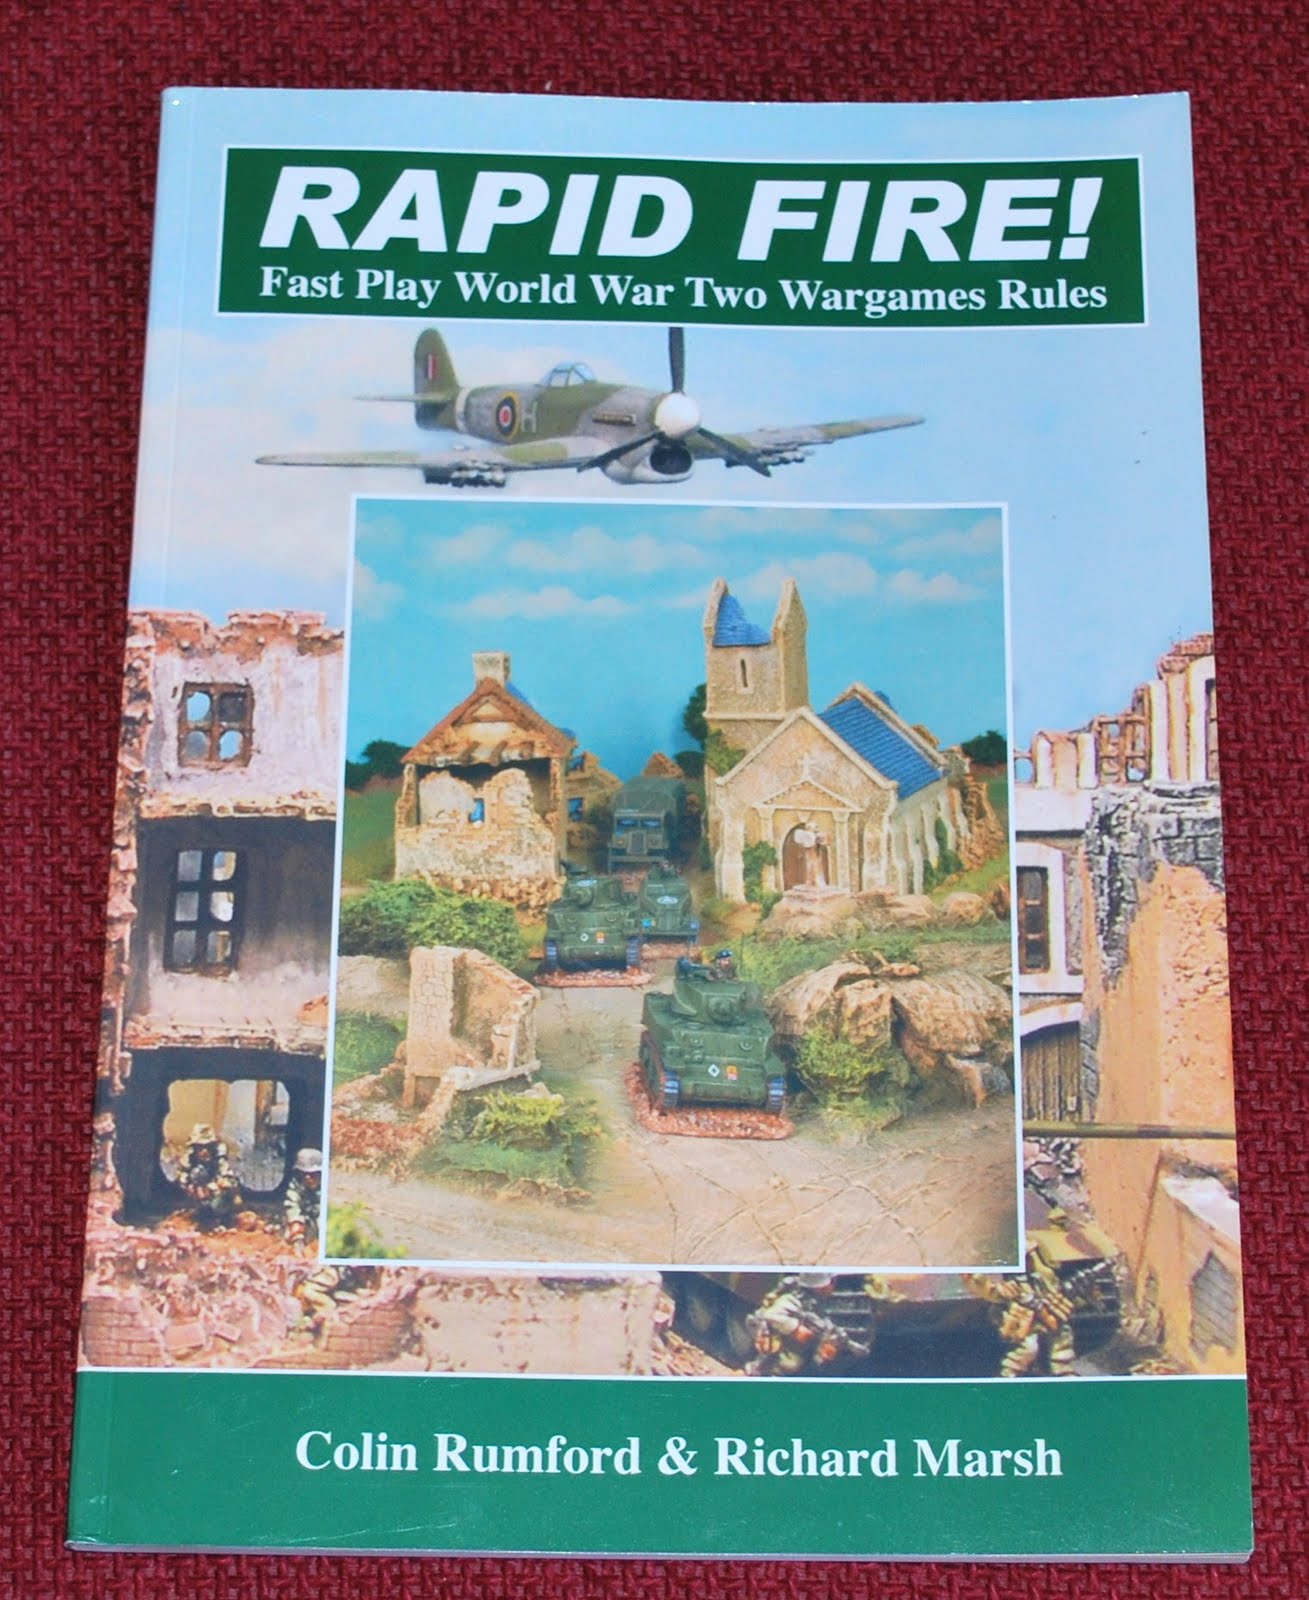 RAPID FIRE!
Fast Play World War Two Wargames Rules
H
Colin Rumford & Richard Marsh